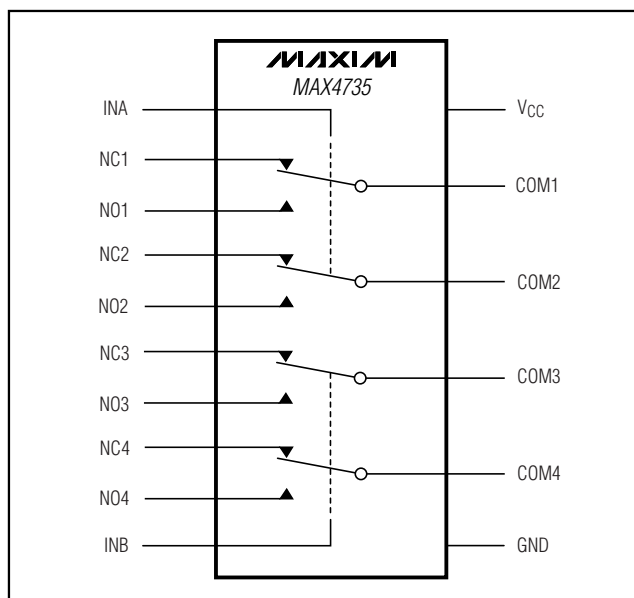 MAXIM
MAX4735
INA
VCC
NC1
COM1
NO1
NC2
COM2
NO2
NC3
COM3
NO3
NC4
COM4
NO4
INB
GND